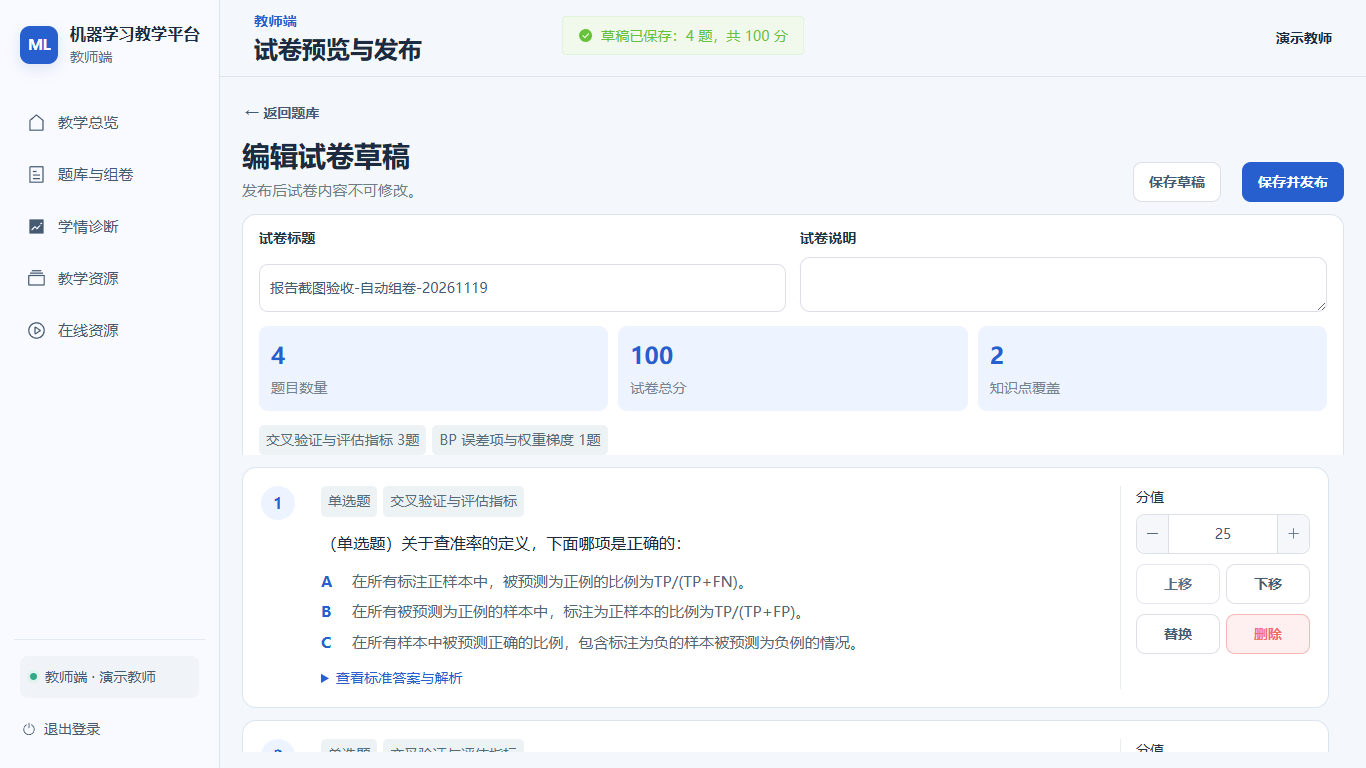 ML
机器学习教学平台
教师端
教学总览
题库与组卷
学情诊断
教学资源
在线资源
教师端 · 演示教师
退出登录
教师端
试卷预览与发布
草稿已保存：4 题，共 100 分
演示教师
← 返回题库
编辑试卷草稿
发布后试卷内容不可修改。
保存草稿
保存并发布
试卷标题
试卷说明
报告截图验收-自动组卷-20261119
4
题目数量
100
试卷总分
2
知识点覆盖
交叉验证与评估指标 3题
BP 误差项与权重梯度 1题
1
单选题
交叉验证与评估指标
（单选题）关于查准率的定义，下面哪项是正确的：
A 在所有标注正样本中，被预测为正例的比例为TP/(TP+FN)。
B 在所有被预测为正例的样本中，标注为正样本的比例为TP/(TP+FP)。
C 在所有样本中被预测正确的比例，包含标注为负的样本被预测为负例的情况。
▶ 查看标准答案与解析
分值
− 25 +
上移
下移
替换
删除
2
单选题
交叉验证与评估指标
分值